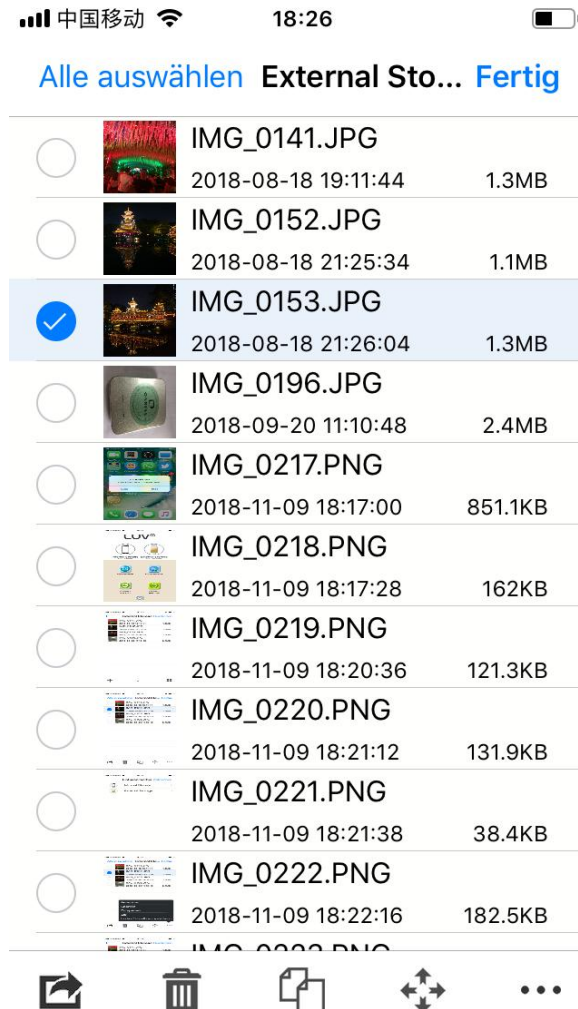 中国移动 18:26
Alle auswählen External Sto... Fertig
IMG_0141.JPG
2018-08-18 19:11:44 1.3MB
IMG_0152.JPG
2018-08-18 21:25:34 1.1MB
IMG_0153.JPG
2018-08-18 21:26:04 1.3MB
IMG_0196.JPG
2018-09-20 11:10:48 2.4MB
IMG_0217.PNG
2018-11-09 18:17:00 851.1KB
LUV
IMG_0218.PNG
2018-11-09 18:17:28 162KB
IMG_0219.PNG
2018-11-09 18:20:36 121.3KB
IMG_0220.PNG
2018-11-09 18:21:12 131.9KB
IMG_0221.PNG
2018-11-09 18:21:38 38.4KB
IMG_0222.PNG
2018-11-09 18:22:16 182.5KB